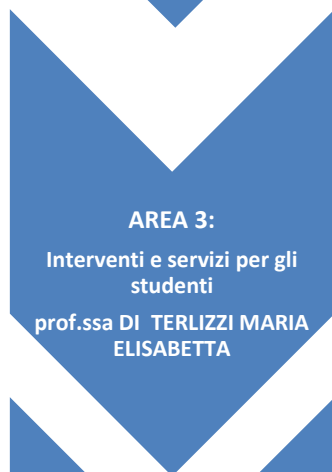 AREA 3:
Interventi e servizi per gli
studenti
prof.ssa DI  TERLIZZI MARIA
ELISABETTA